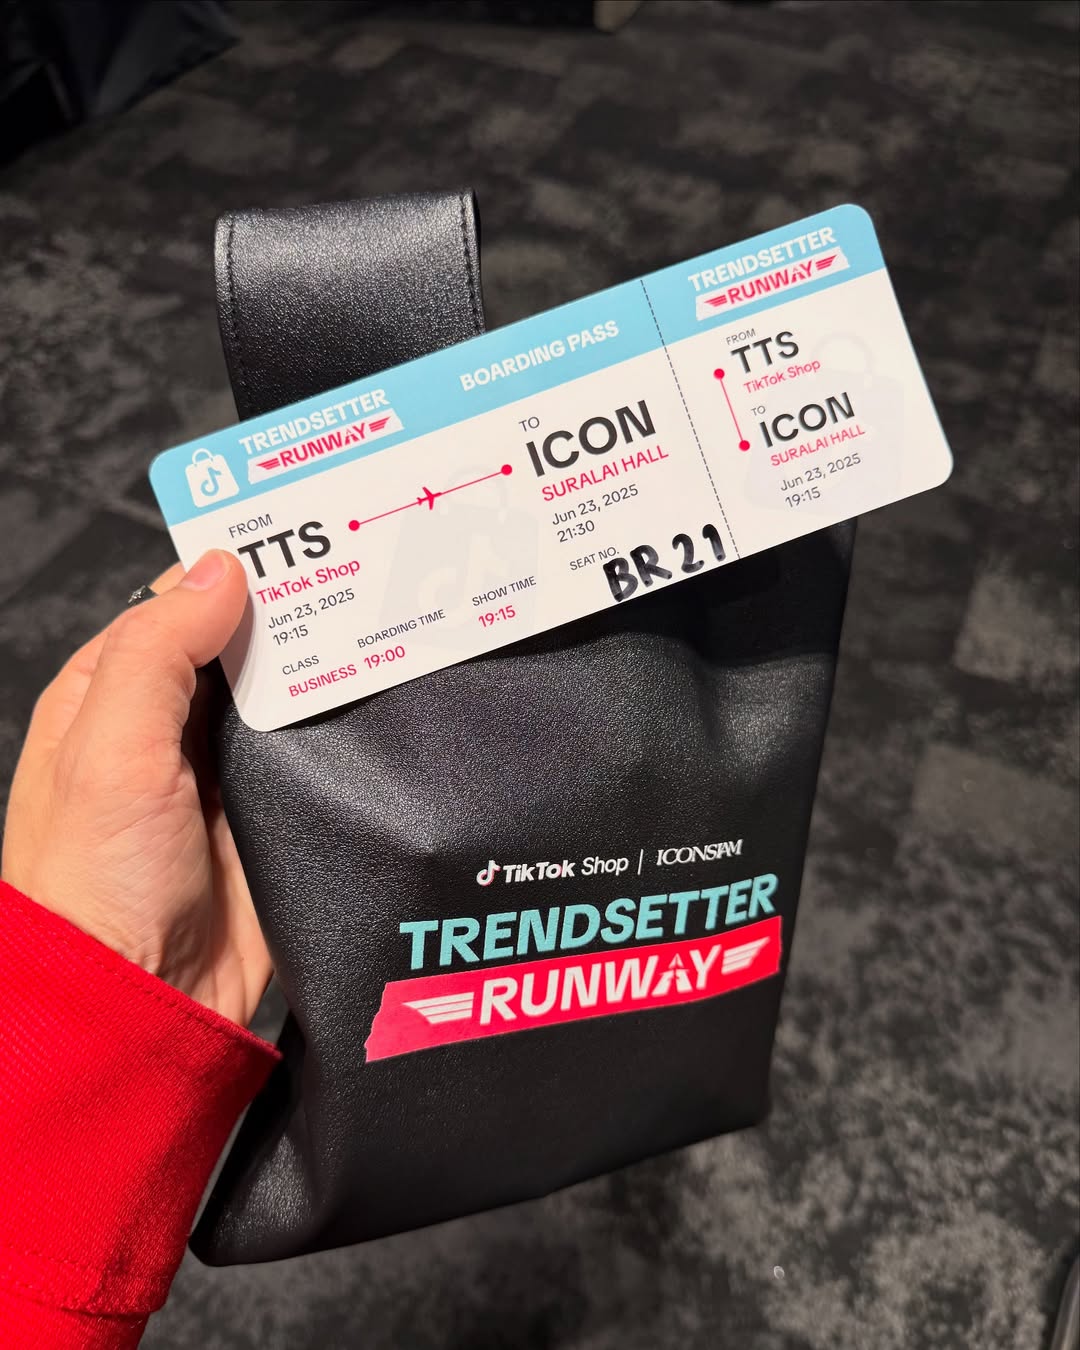 TRENDSETTER
RUNWAY
BOARDING PASS
FROM
TTS
TikTok Shop
Jun 23, 2025
19:15
TO
ICON
SURALAI HALL
Jun 23, 2025
21:30
CLASS
BUSINESS
BOARDING TIME
19:00
SHOW TIME
19:15
SEAT NO.
BR 21
TRENDSETTER
RUNWAY
FROM
TTS
TikTok Shop
TO
ICON
SURALAI HALL
Jun 23, 2025
19:15
TikTok Shop | ICONSIAM
TRENDSETTER
RUNWAY